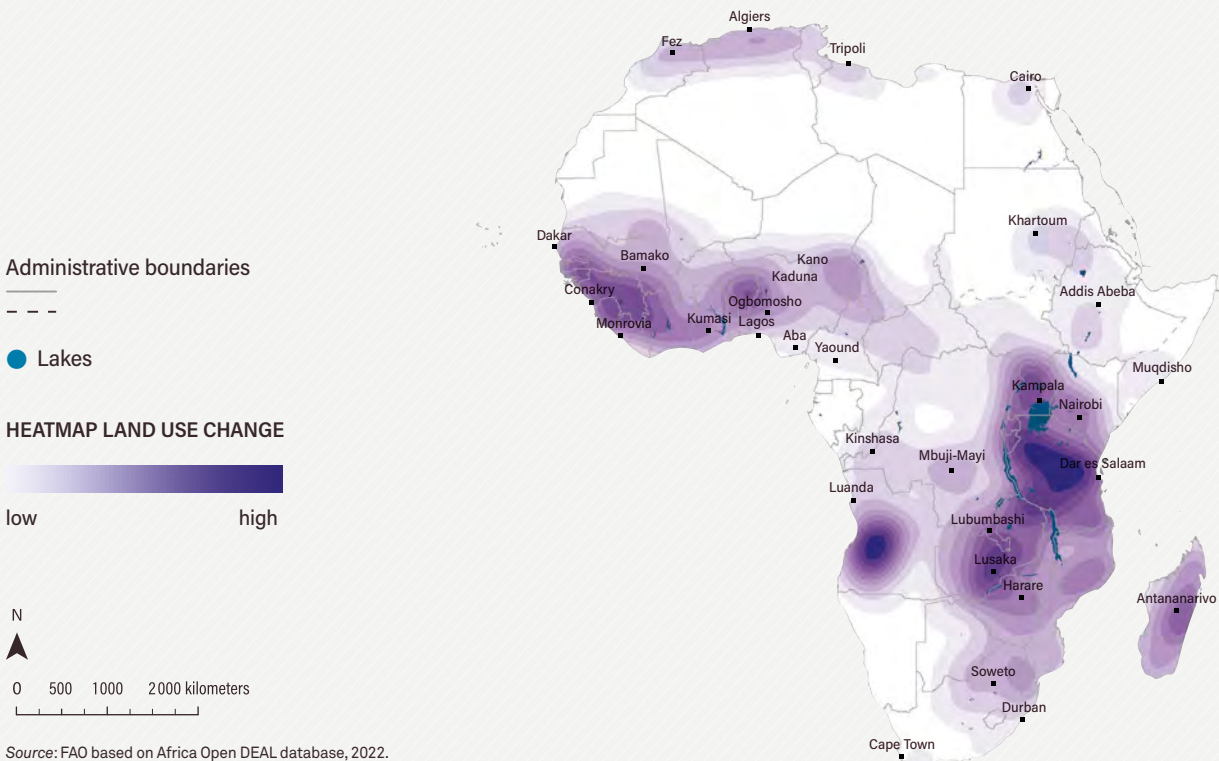 Administrative boundaries
Lakes
HEATMAP LAND USE CHANGE
low high
N
0 500 1000 2 000 kilometers
Source: FAO based on Africa Open DEAL database, 2022.
Algiers
Fez
Tripoli
Cairo
Khartoum
Dakar
Bamako
Kano
Kaduna
Conakry
Addis Abeba
Ogbomosho
Monrovia
Kumasi
Lagos
Aba
Yaound
Muqdisho
Kampala
Nairobi
Kinshasa
Mbuji-Mayi
Dar es Salaam
Luanda
Lubumbashi
Lusaka
Harare
Antananarivo
Soweto
Durban
Cape Town